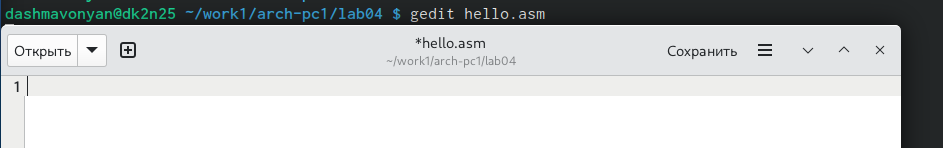 dashmavonyan@dk2n25 ~/work1/arch-pc1/lab04 $ gedit hello.asm
Открыть
*hello.asm
~/work1/arch-pc1/lab04
Сохранить
1